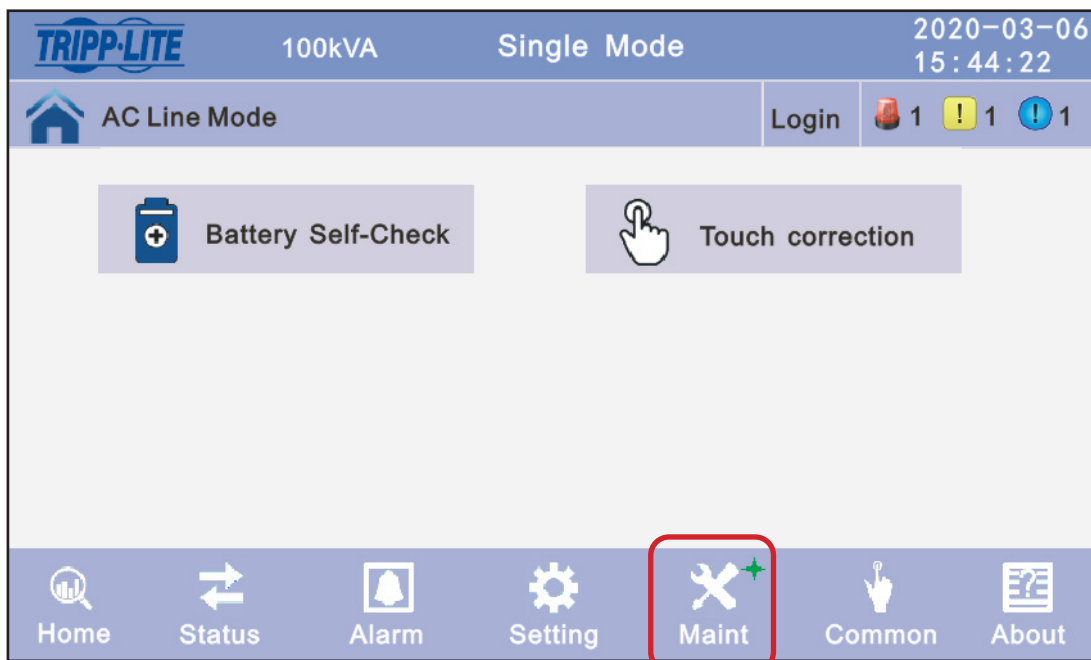 TRIPP·LITE 100kVA Single Mode 2020-03-06
15:44:22
AC Line Mode Login 1 ! 1 ! 1
Battery Self-Check Touch correction
Home Status Alarm Setting Maint Common About